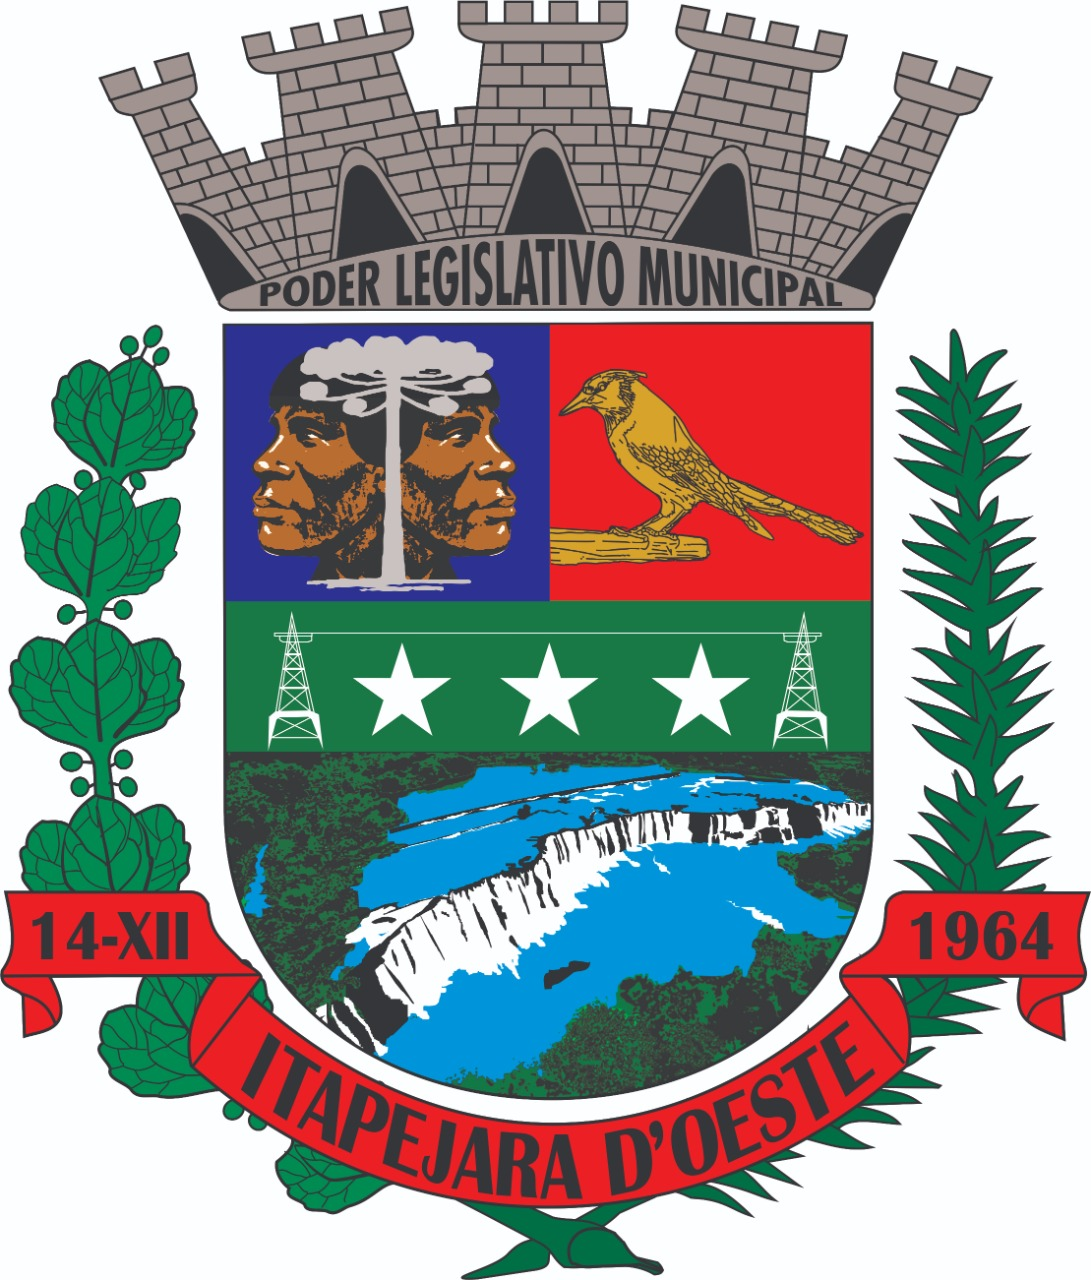 PODER LEGISLATIVO MUNICIPAL
14-XII
1964
ITAPEJARA D'OESTE